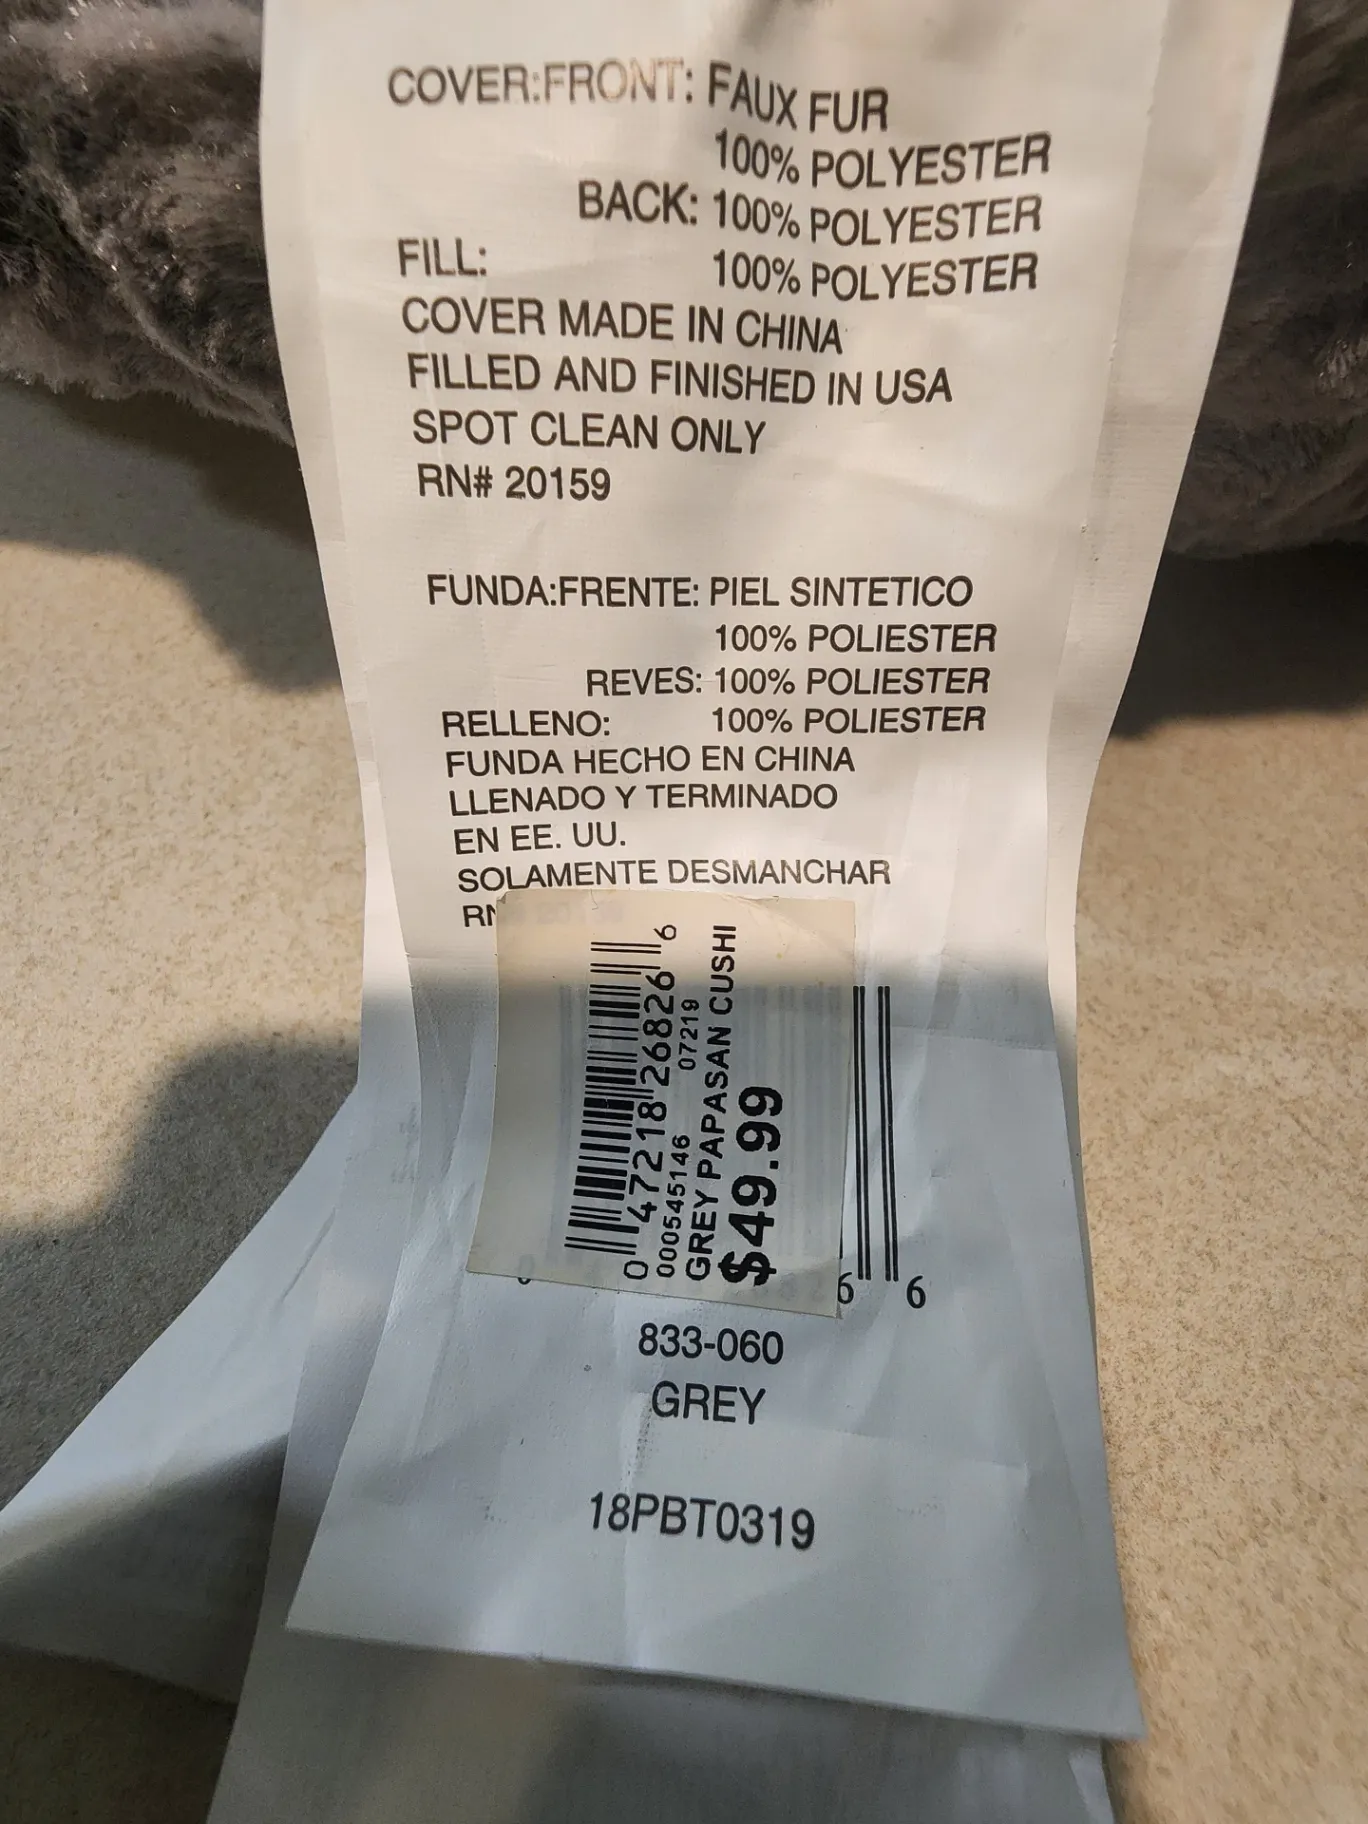 COVER:FRONT: FAUX FUR
100% POLYESTER
BACK: 100% POLYESTER
FILL: 100% POLYESTER
COVER MADE IN CHINA
FILLED AND FINISHED IN USA
SPOT CLEAN ONLY
RN# 20159
FUNDA:FRENTE: PIEL SINTETICO
100% POLIESTER
REVES: 100% POLIESTER
RELLENO: 100% POLIESTER
FUNDA HECHO EN CHINA
LLENADO Y TERMINADO
EN EE. UU.
SOLAMENTE DESMANCHAR
0 47218 26826 6
000545146 07219
GREY PAPASAN CUSHI
$49.99
6 6
833-060
GREY
18PBT0319